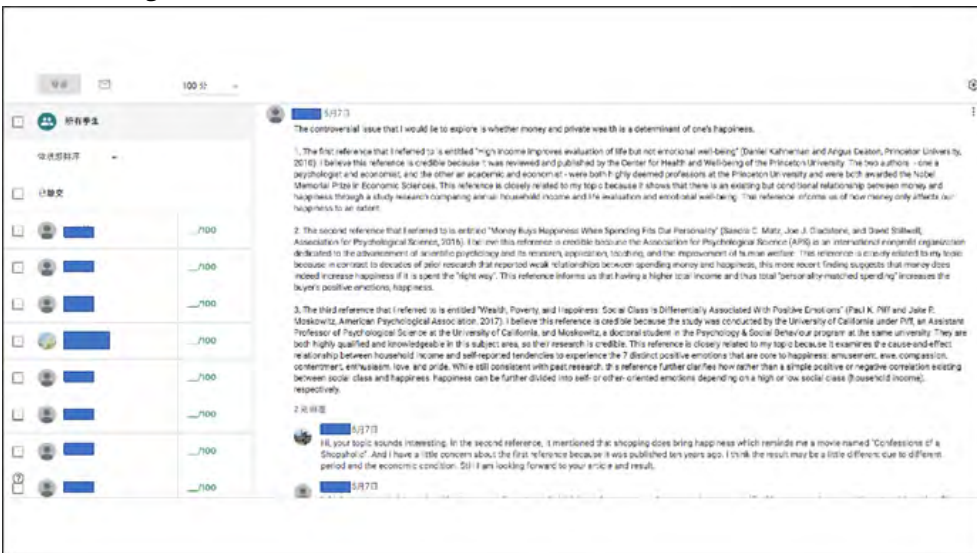 100 分
5月7日
所有學生
The controversial issue that I would lie to explore is whether money and private wealth is a determinant of one's happiness.
依狀態排序
1. The first reference that I referred to is entitled "High income improves evaluation of life but not emotional well-being" (Daniel Kahneman and Angus Deaton, Princeton University,
2010). I believe this reference is credible because it was reviewed and published by the Center for Health and Well-being of the Princeton University. The two authors - one a
psychologist and economist, and the other an academic and economist - were both highly deemed professors at the Princeton University and were both awarded the Nobel
Memorial Prize in Economic Sciences. This reference is closely related to my topic because it shows that there is an existing but conditional relationship between money and
happiness through a study research comparing annual household income and life evaluation and emotional well-being. This reference informs us of how money only affects our
happiness to an extent.
已繳交
__/100
__/100
__/100
__/100
__/100
__/100
__/100
__/100
2. The second reference that I referred to is entitled "Money Buys Happiness When Spending Fits Our Personality" (Sandra C. Matz, Joe J. Gladstone, and David Stillwell,
Association for Psychological Science, 2016). I believe this reference is credible because the Association for Psychological Science (APS) is an international nonprofit organization
dedicated to the advancement of scientific psychology and its research, application, teaching, and the improvement of human welfare. This reference is closely related to my topic
because in contrast to decades of prior research that reported weak relationships between spending money and happiness, this more recent finding suggests that money does
indeed increase happiness if it is spent the "right way". This reference informs us that having a higher total income and thus total "personality-matched spending" increases the
buyer's positive emotions, happiness.
3. The third reference that I referred to is entitled "Wealth, Poverty, and Happiness: Social Class Is Differentially Associated With Positive Emotions" (Paul K. Piff and Jake P.
Moskowitz, American Psychological Association, 2017). I believe this reference is credible because the study was conducted by the University of California under Piff, an Assistant
Professor of Psychological Science at the University of California, and Moskowitz, a doctoral student in the Psychology & Social Behaviour program at the same university. They are
both highly qualified and knowledgeable in this subject area, so their research is credible. This reference is closely related to my topic because it examines the cause-and-effect
relationship between household income and self-reported tendencies to experience the 7 distinct positive emotions that are core to happiness: amusement, awe, compassion,
contentment, enthusiasm, love, and pride. While still consistent with past research, this reference further clarifies how rather than a simple positive or negative correlation existing
between social class and happiness, happiness can be further divided into self- or other-oriented emotions depending on a high or low social class (household income),
respectively.
2 則回覆
5月7日
Hi, your topic sounds interesting. In the second reference, it mentioned that shopping does bring happiness which reminds me a movie named "Confessions of a
Shopaholic". And I have a little concern about the first reference because it was published ten years ago. I think the result may be a little different due to different
period and the economic condition. Still I am looking forward to your article and result.
5月7日